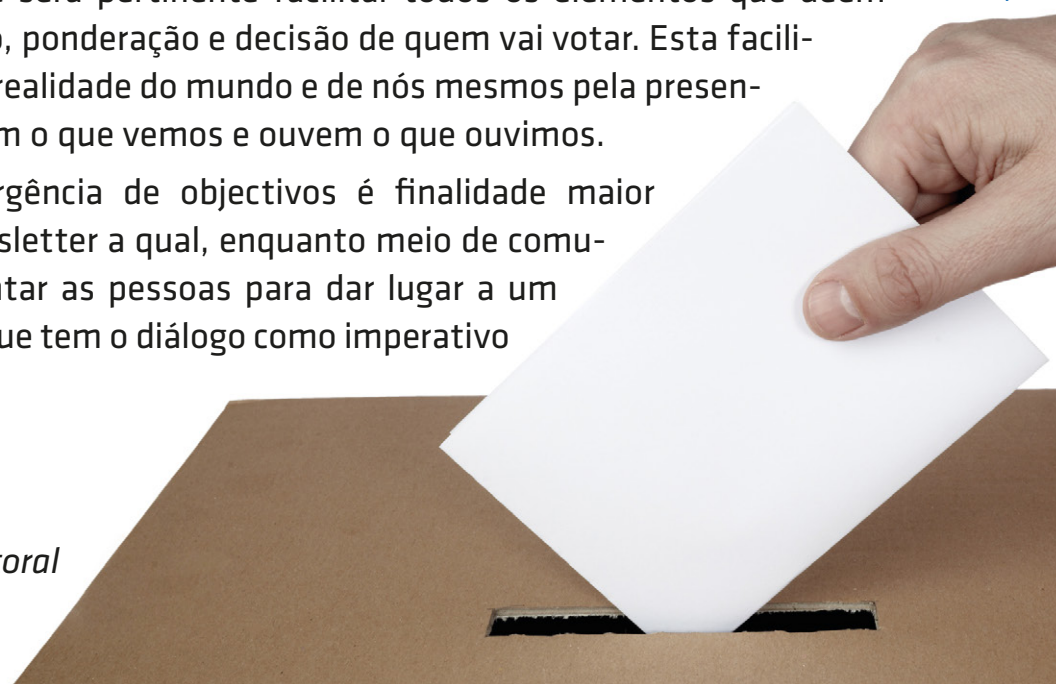 será pertinente facilitar todos os elementos que deem
, ponderação e decisão de quem vai votar. Esta facili-
realidade do mundo e de nós mesmos pela presen-
m o que vemos e ouvem o que ouvimos.
rgência de objectivos é finalidade maior
sletter a qual, enquanto meio de comu-
tar as pessoas para dar lugar a um
ue tem o diálogo como imperativo
oral